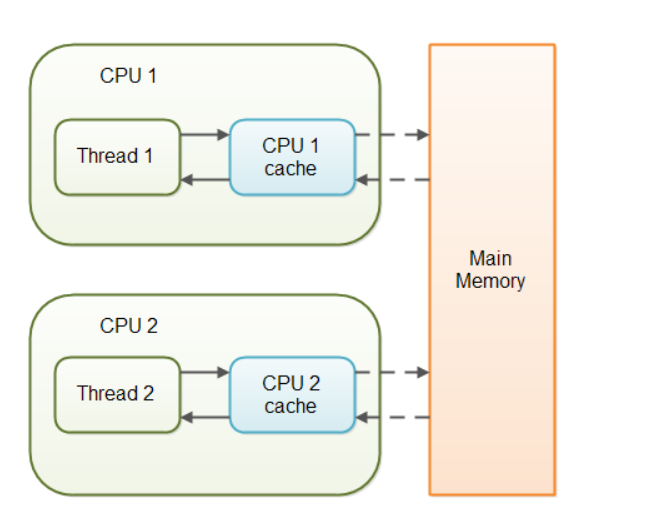 CPU 1
Thread 1
CPU 1
cache
Main
Memory
CPU 2
Thread 2
CPU 2
cache